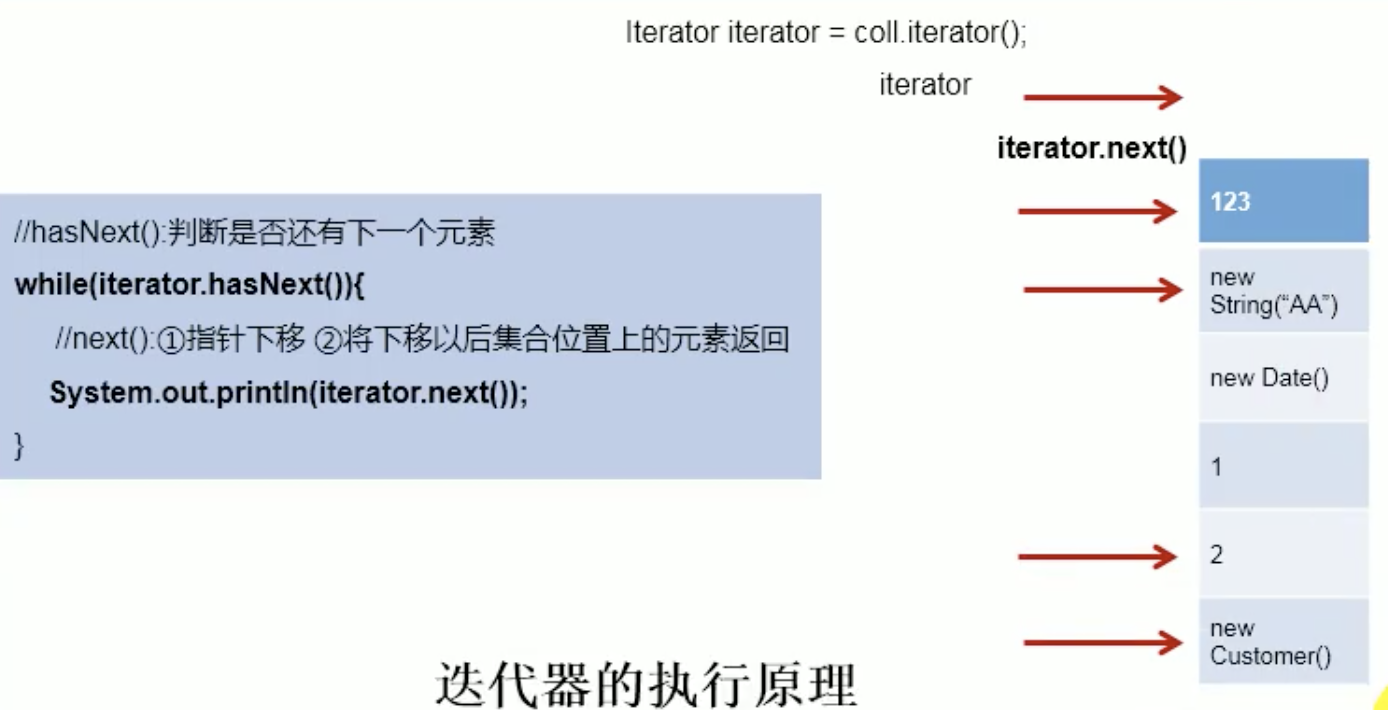 Iterator iterator = coll.iterator();
iterator
iterator.next()
//hasNext():判断是否还有下一个元素
while(iterator.hasNext()){
//next():①指针下移 ②将下移以后集合位置上的元素返回
System.out.println(iterator.next());
}
123
new
String(“AA”)
new Date()
1
2
new
Customer()
迭代器的执行原理